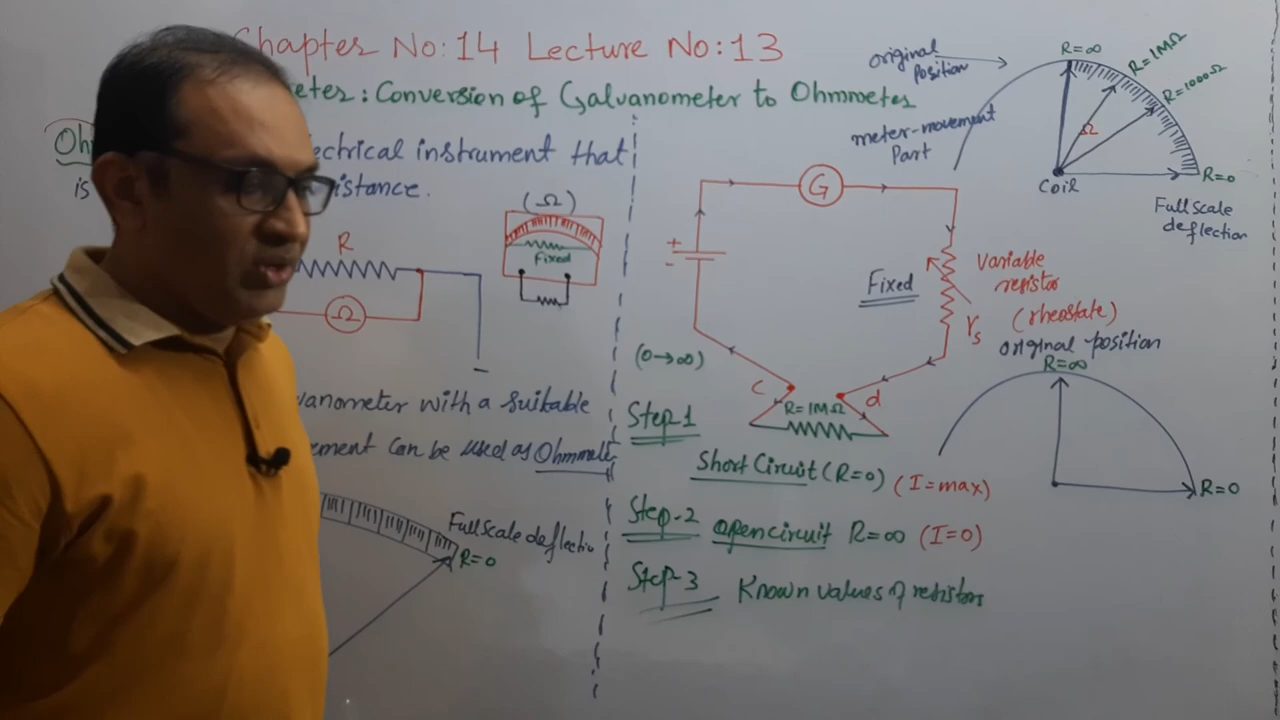 Chapter No:14 Lecture No:13
eter: Conversion of Galvanometer to Ohmmeter
Oh
ectrical instrument that
is
istance.
R
Ω
(Ω)
Fixed
vanometer with a suitable
ement can be used as Ohmmeter
Full scale deflectio
R=0
G
+
-
Fixed
variable
resistor
(rheostate)
rs
(0→∞)
c
d
R=1MΩ
Step 1
Short Circuit (R=0) (I=max)
Step-2 open circuit R=∞ (I=0)
Step-3 Known values of resistors
original
position
meter-movement
Part
R=∞
R=1MΩ
R=1000Ω
Ω
R=0
Coil
Full scale
deflection
original position
R=∞
R=0